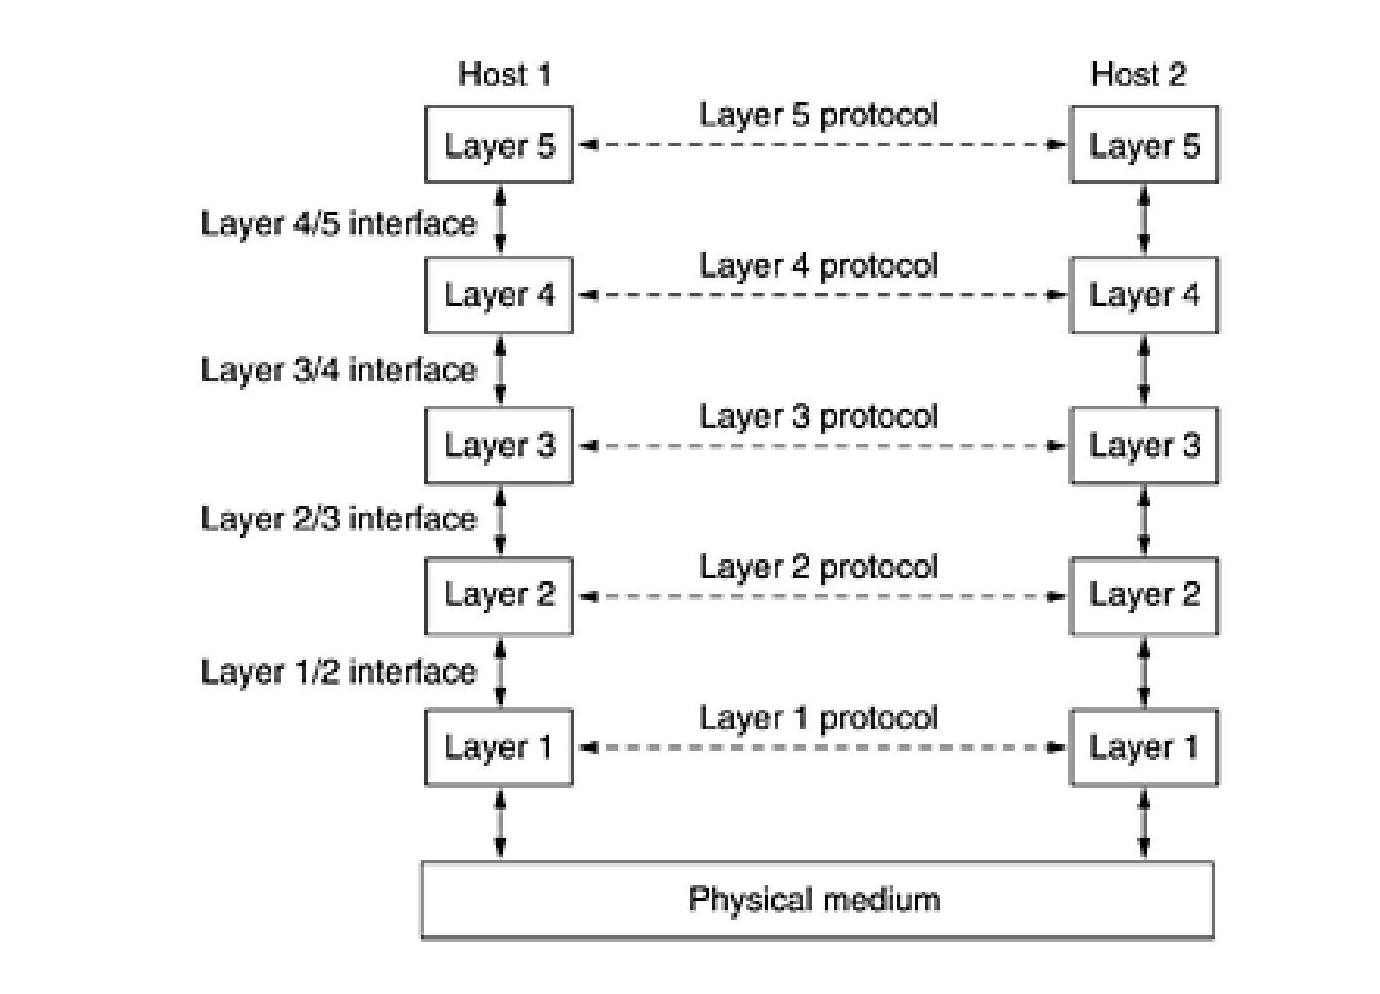 Host 1
Host 2
Layer 5 protocol
Layer 5
Layer 5
Layer 4/5 interface
Layer 4 protocol
Layer 4
Layer 4
Layer 3/4 interface
Layer 3 protocol
Layer 3
Layer 3
Layer 2/3 interface
Layer 2 protocol
Layer 2
Layer 2
Layer 1/2 interface
Layer 1 protocol
Layer 1
Layer 1
Physical medium